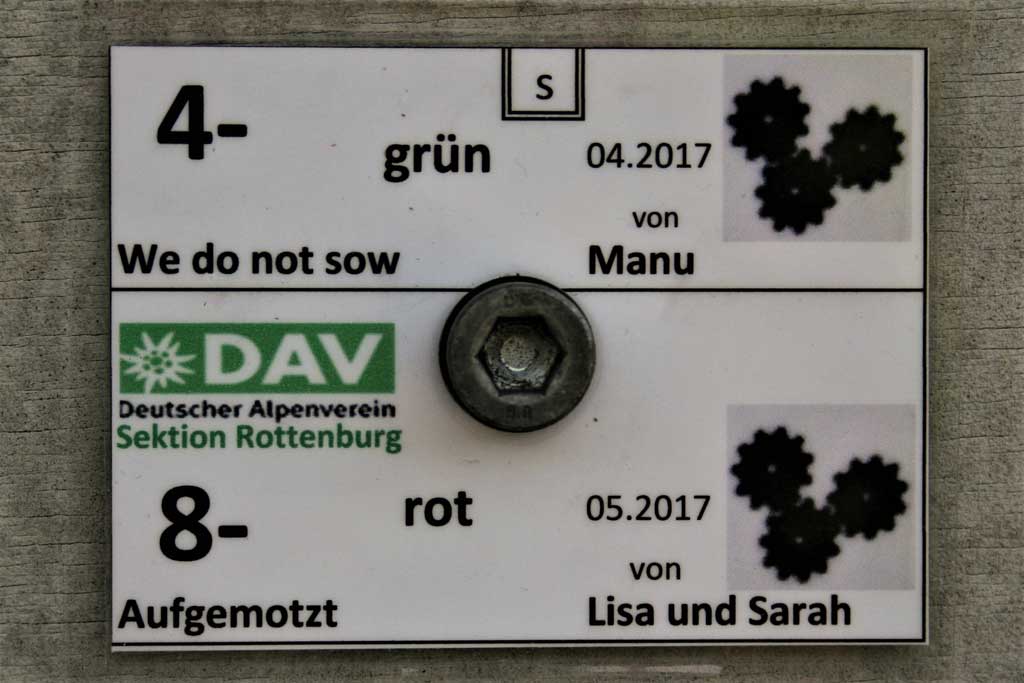 S
4-
grün
04.2017
von
We do not sow
Manu
DAV
Deutscher Alpenverein
Sektion Rottenburg
8-
rot
05.2017
von
Aufgemotzt
Lisa und Sarah